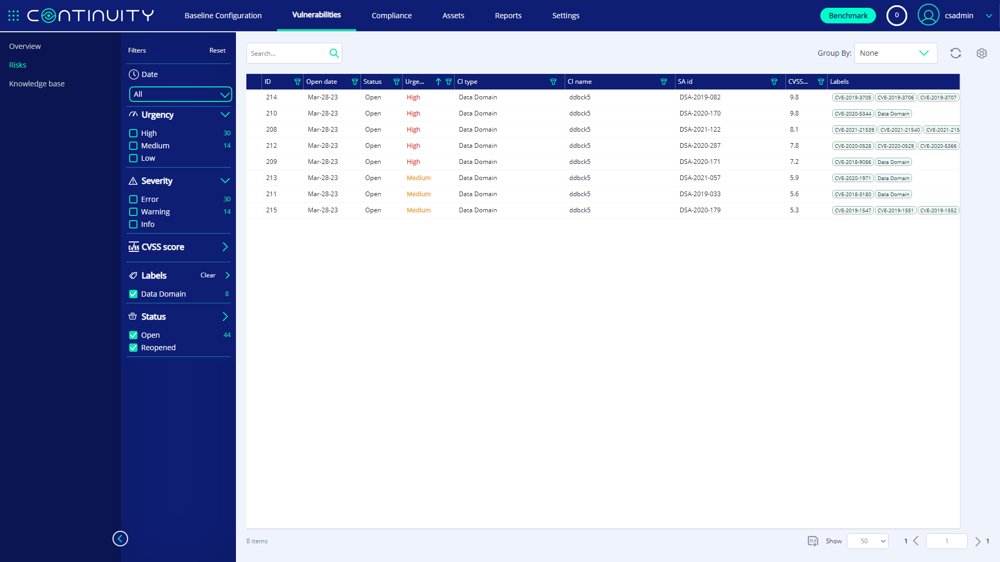 CONTINUITY
Baseline Configuration Vulnerabilities Compliance Assets Reports Settings
Benchmark 0 csadmin
Overview
Risks
Knowledge base
Filters Reset
Date
All
Urgency
High 30
Medium 14
Low
Severity
Error 30
Warning 14
Info
CVSS score
Labels Clear
Data Domain 8
Status
Open 44
Reopened
Search...
Group By: None
ID Open date Status Urge... CI type CI name SA id CVSS... Labels
214 Mar-28-23 Open High Data Domain ddbck5 DSA-2019-082 9.8 CVE-2019-3705 CVE-2019-3706 CVE-2019-3707
210 Mar-28-23 Open High Data Domain ddbck5 DSA-2020-170 9.8 CVE-2020-5344 Data Domain
208 Mar-28-23 Open High Data Domain ddbck5 DSA-2021-122 8.1 CVE-2021-21539 CVE-2021-21540 CVE-2021-215
212 Mar-28-23 Open High Data Domain ddbck5 DSA-2020-287 7.8 CVE-2020-0528 CVE-2020-0529 CVE-2020-5366
209 Mar-28-23 Open High Data Domain ddbck5 DSA-2020-171 7.2 CVE-2018-9086 Data Domain
213 Mar-28-23 Open Medium Data Domain ddbck5 DSA-2021-057 5.9 CVE-2020-1971 Data Domain
211 Mar-28-23 Open Medium Data Domain ddbck5 DSA-2019-033 5.6 CVE-2018-3180 Data Domain
215 Mar-28-23 Open Medium Data Domain ddbck5 DSA-2020-179 5.3 CVE-2019-1547 CVE-2019-1551 CVE-2019-1552
8 items
XLS Show 50 1 1 1